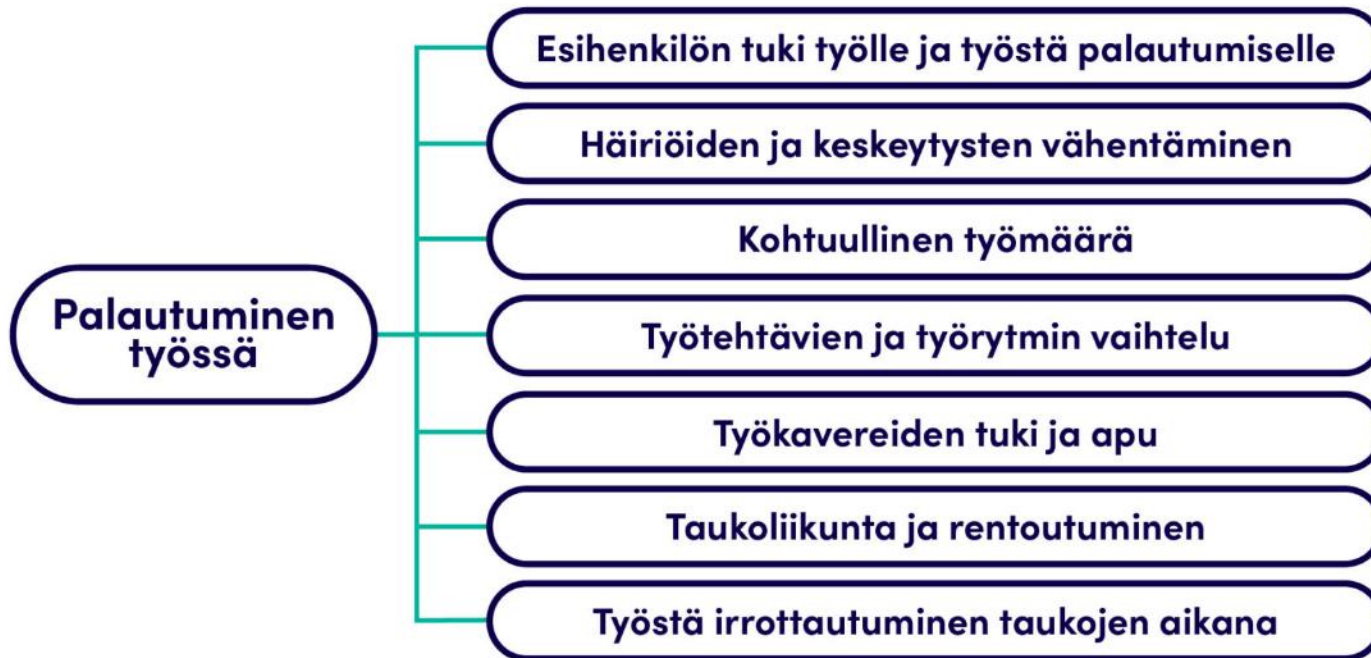 Palautuminen
työssä
Esihenkilön tuki työlle ja työstä palautumiselle
Häiriöiden ja keskeytysten vähentäminen
Kohtuullinen työmäärä
Työtehtävien ja työrytmin vaihtelu
Työkavereiden tuki ja apu
Taukoliikunta ja rentoutuminen
Työstä irrottautuminen taukojen aikana